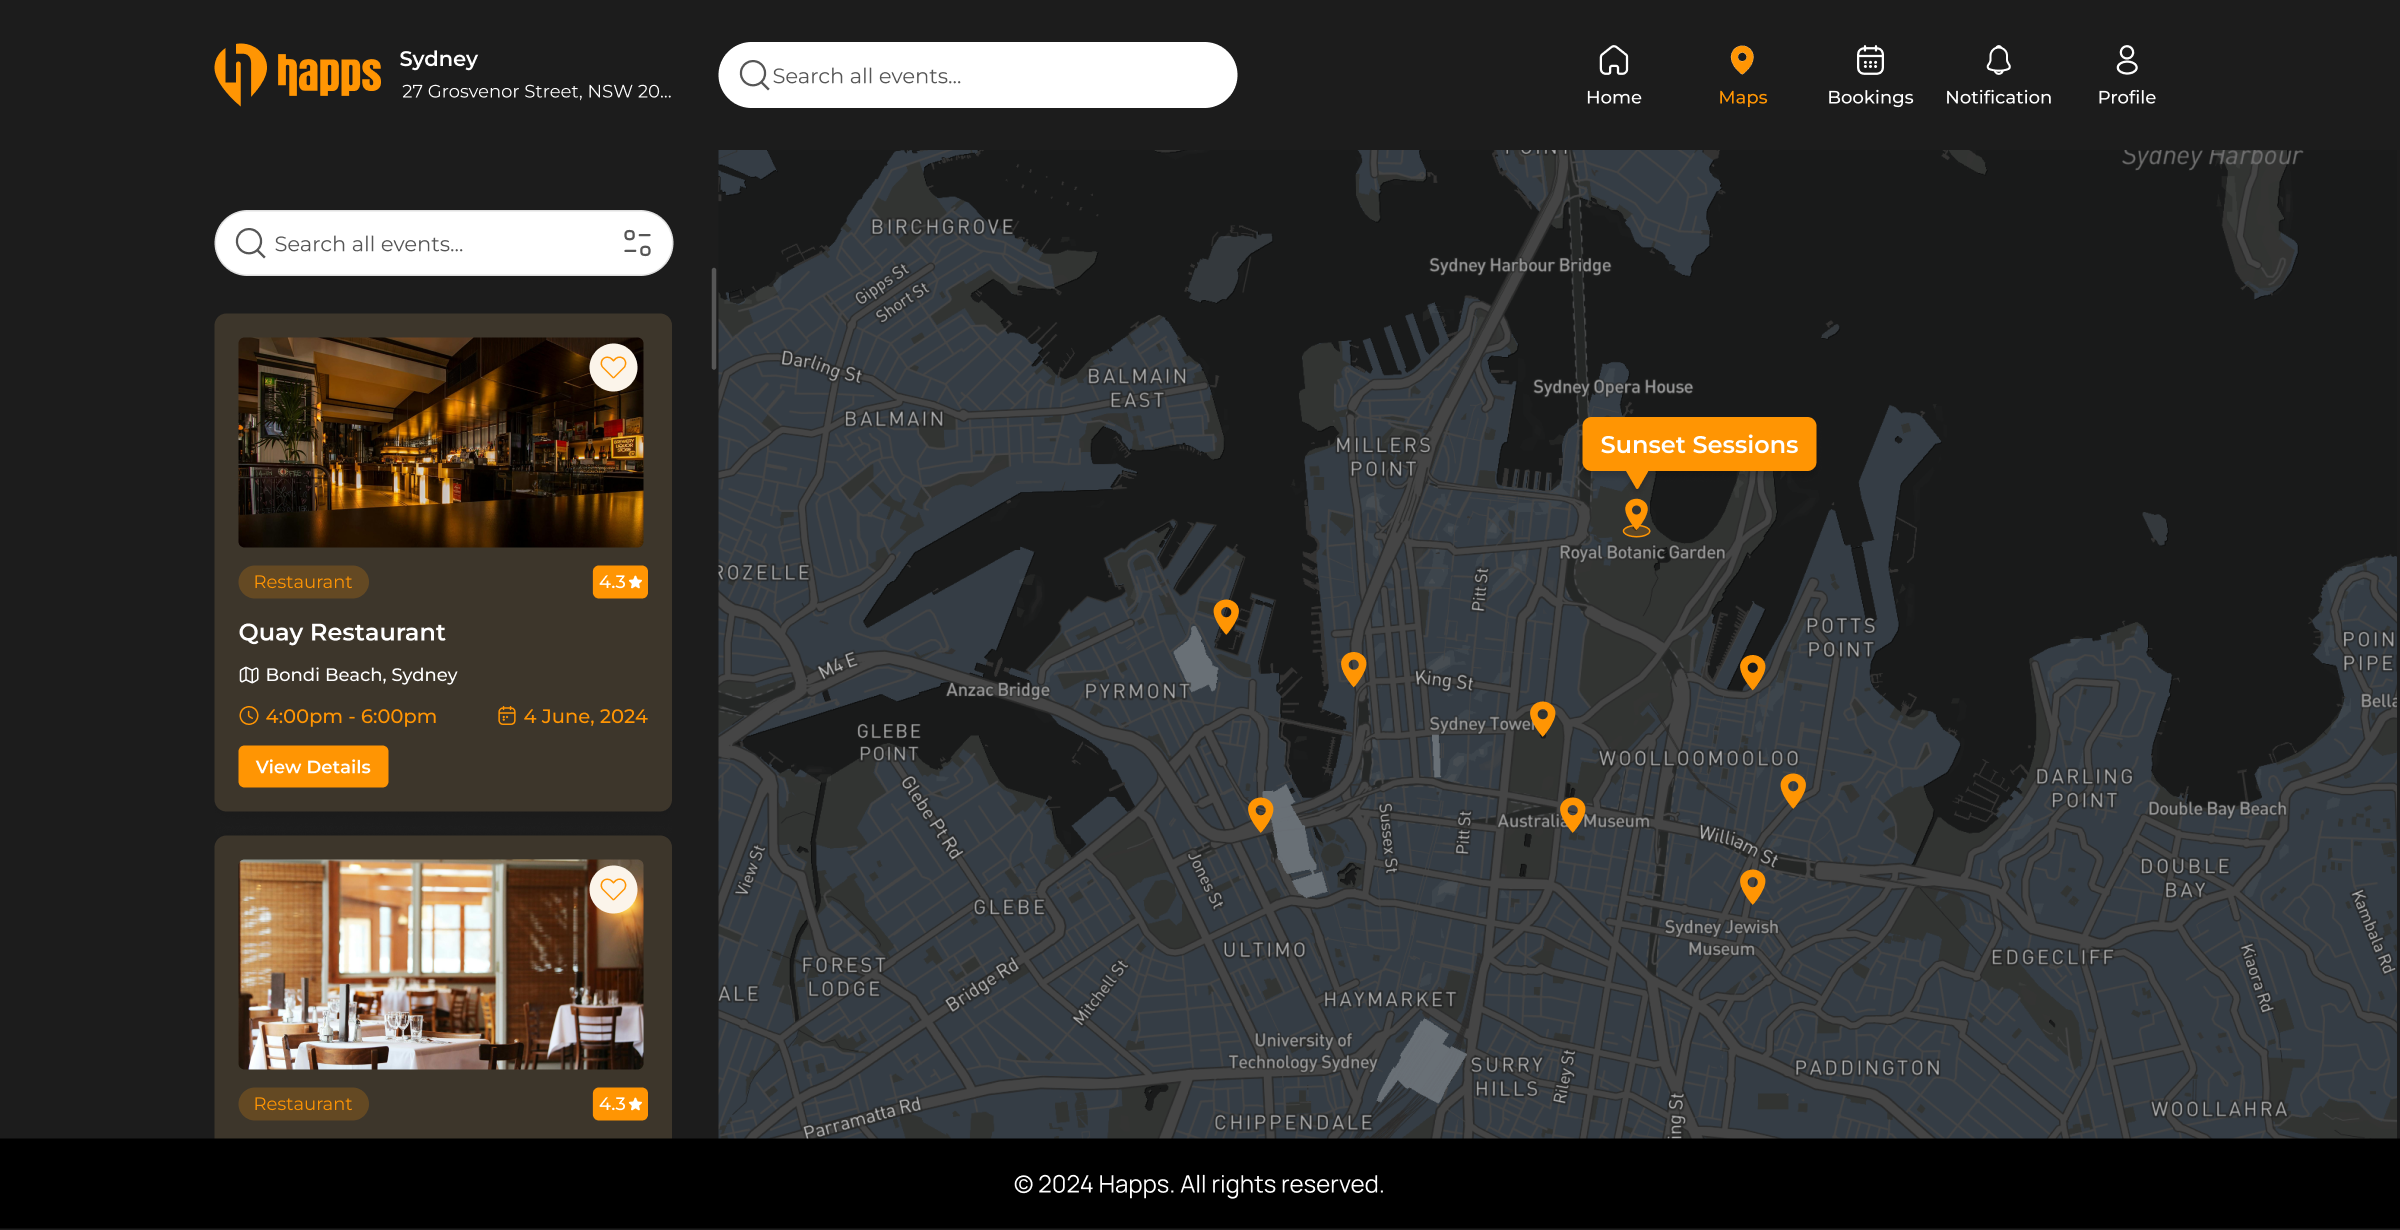 happs
Sydney
27 Grosvenor Street, NSW 20...
Search all events...
Home
Maps
Bookings
Notification
Profile
Search all events...
Restaurant
4.3
Quay Restaurant
Bondi Beach, Sydney
4:00pm - 6:00pm
4 June, 2024
View Details
Restaurant
4.3
POINT
Sydney Harbour
BIRCHGROVE
Gipps St
Short St
Sydney Harbour Bridge
Darling St
BALMAIN
EAST
BALMAIN
Sydney Opera House
MILLERS
POINT
Sunset Sessions
Royal Botanic Garden
ROZELLE
Pitt St
POTTS
POINT
POIN
PIPE
M4 E
Anzac Bridge
PYRMONT
King St
Bella
Sydney Tower
GLEBE
POINT
WOOLLOOMOOLOO
DARLING
POINT
Double Bay Beach
Glebe Pt Rd
Sussex St
Pitt St
Australia Museum
William St
View St
Jones St
DOUBLE
BAY
GLEBE
Kambala Rd
Sydney Jewish
Museum
ULTIMO
EDGECLIFF
Kiaora Rd
FOREST
LODGE
Bridge Rd
Mitchell St
ALE
HAYMARKET
University of
Technology Sydney
SURRY
HILLS
Riley St
PADDINGTON
Parramatta Rd
CHIPPENDALE
ing St
WOOLLAHRA
© 2024 Happs. All rights reserved.